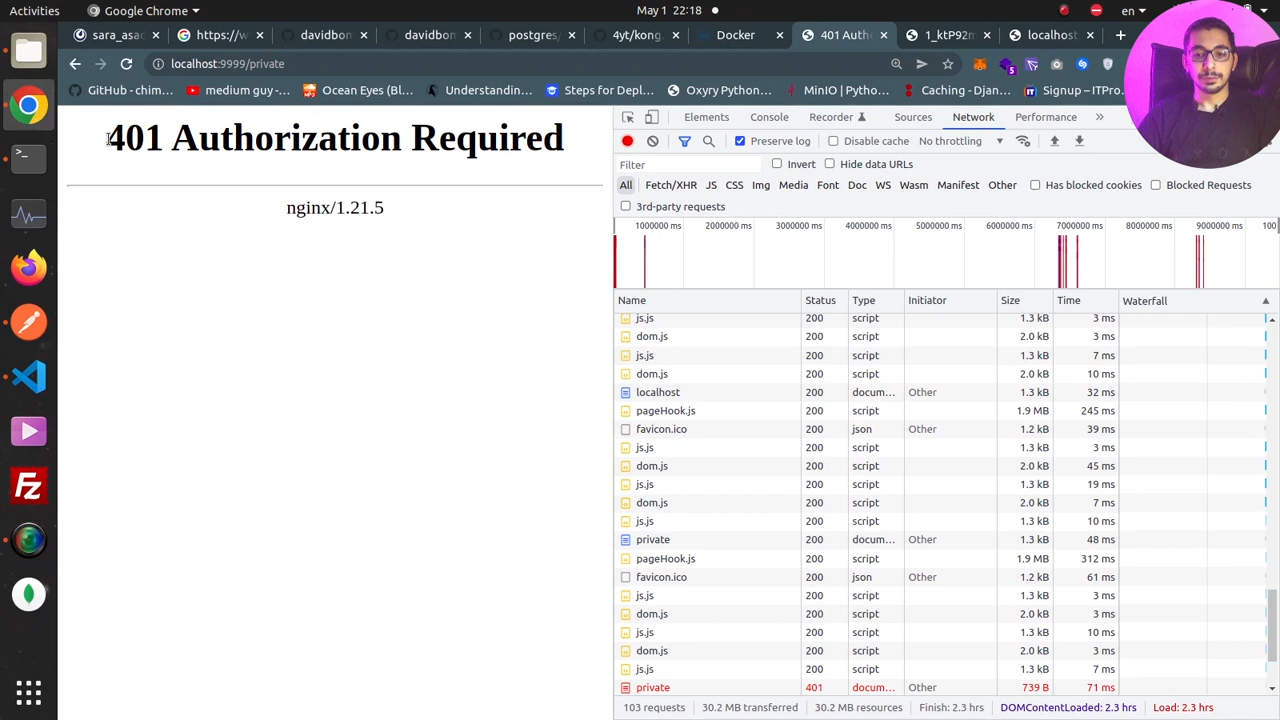 Activities
Google Chrome
May 1 22:18
en
sara_asac
https://w
davidbon
davidbon
postgres/
4yt/kong.
Docker
401 Autho
1_ktP92m
localhost
localhost:9999/private
GitHub - chim...
medium guy -...
Ocean Eyes (Bl...
Understanding...
Steps for Depl...
Oxyry Python...
MinIO | Pytho...
Caching - Djan...
Signup – ITPro.
401 Authorization Required
nginx/1.21.5
Elements
Console
Recorder
Sources
Network
Performance
»
Preserve log
Disable cache
No throttling
Filter
Invert
Hide data URLs
All
Fetch/XHR
JS
CSS
Img
Media
Font
Doc
WS
Wasm
Manifest
Other
Has blocked cookies
Blocked Requests
3rd-party requests
1000000 ms
2000000 ms
3000000 ms
4000000 ms
5000000 ms
6000000 ms
7000000 ms
8000000 ms
9000000 ms
100
Name Status Type Initiator Size Time Waterfall
js.js 200 script 1.3 kB 3 ms
dom.js 200 script 2.0 kB 3 ms
js.js 200 script 1.3 kB 7 ms
dom.js 200 script 2.0 kB 10 ms
localhost 200 docum... Other 1.3 kB 32 ms
pageHook.js 200 script 1.9 MB 245 ms
favicon.ico 200 json Other 1.2 kB 39 ms
js.js 200 script 1.3 kB 3 ms
dom.js 200 script 2.0 kB 45 ms
js.js 200 script 1.3 kB 19 ms
dom.js 200 script 2.0 kB 7 ms
js.js 200 script 1.3 kB 10 ms
private 200 docum... Other 1.3 kB 48 ms
pageHook.js 200 script 1.9 MB 312 ms
favicon.ico 200 json Other 1.2 kB 61 ms
js.js 200 script 1.3 kB 3 ms
dom.js 200 script 2.0 kB 3 ms
js.js 200 script 1.3 kB 10 ms
dom.js 200 script 2.0 kB 3 ms
js.js 200 script 1.3 kB 7 ms
private 401 docum... Other 739 B 71 ms
103 requests
30.2 MB transferred
30.2 MB resources
Finish: 2.3 hrs
DOMContentLoaded: 2.3 hrs
Load: 2.3 hrs